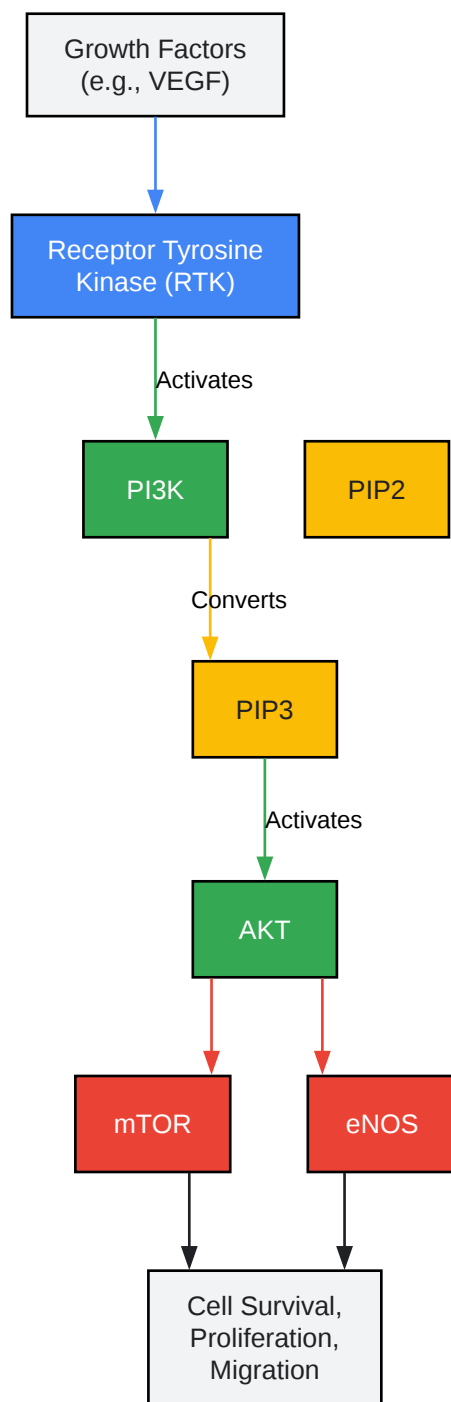 Growth Factors
(e.g., VEGF)
Receptor Tyrosine
Kinase (RTK)
Activates
PI3K
PIP2
Converts
PIP3
Activates
AKT
mTOR
eNOS
Cell Survival,
Proliferation,
Migration